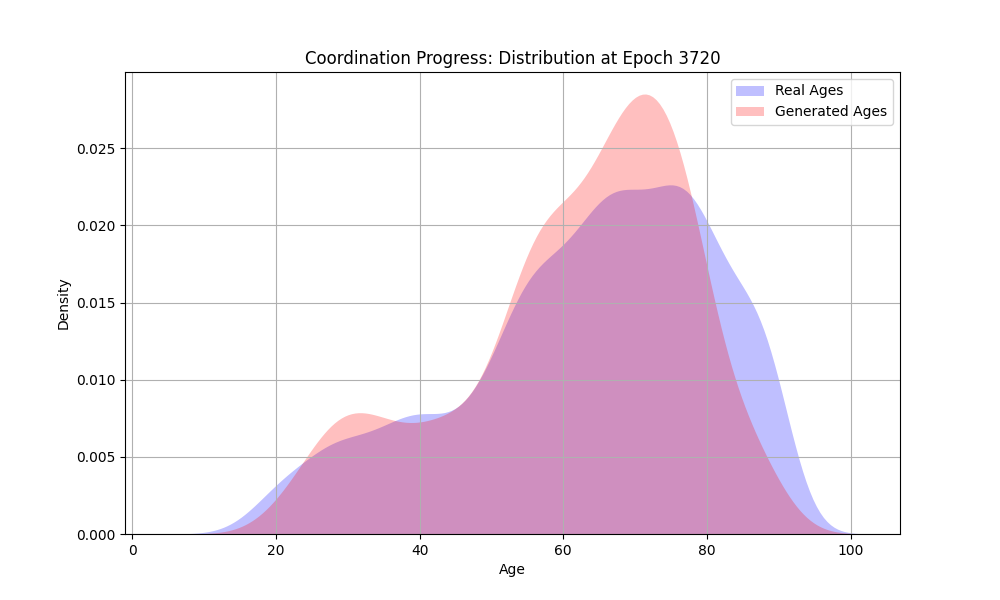 Coordination Progress: Distribution at Epoch 3720
Real Ages
Generated Ages
0.025
0.020
0.015
0.010
0.005
0.000
Density
0
20
40
60
80
100
Age